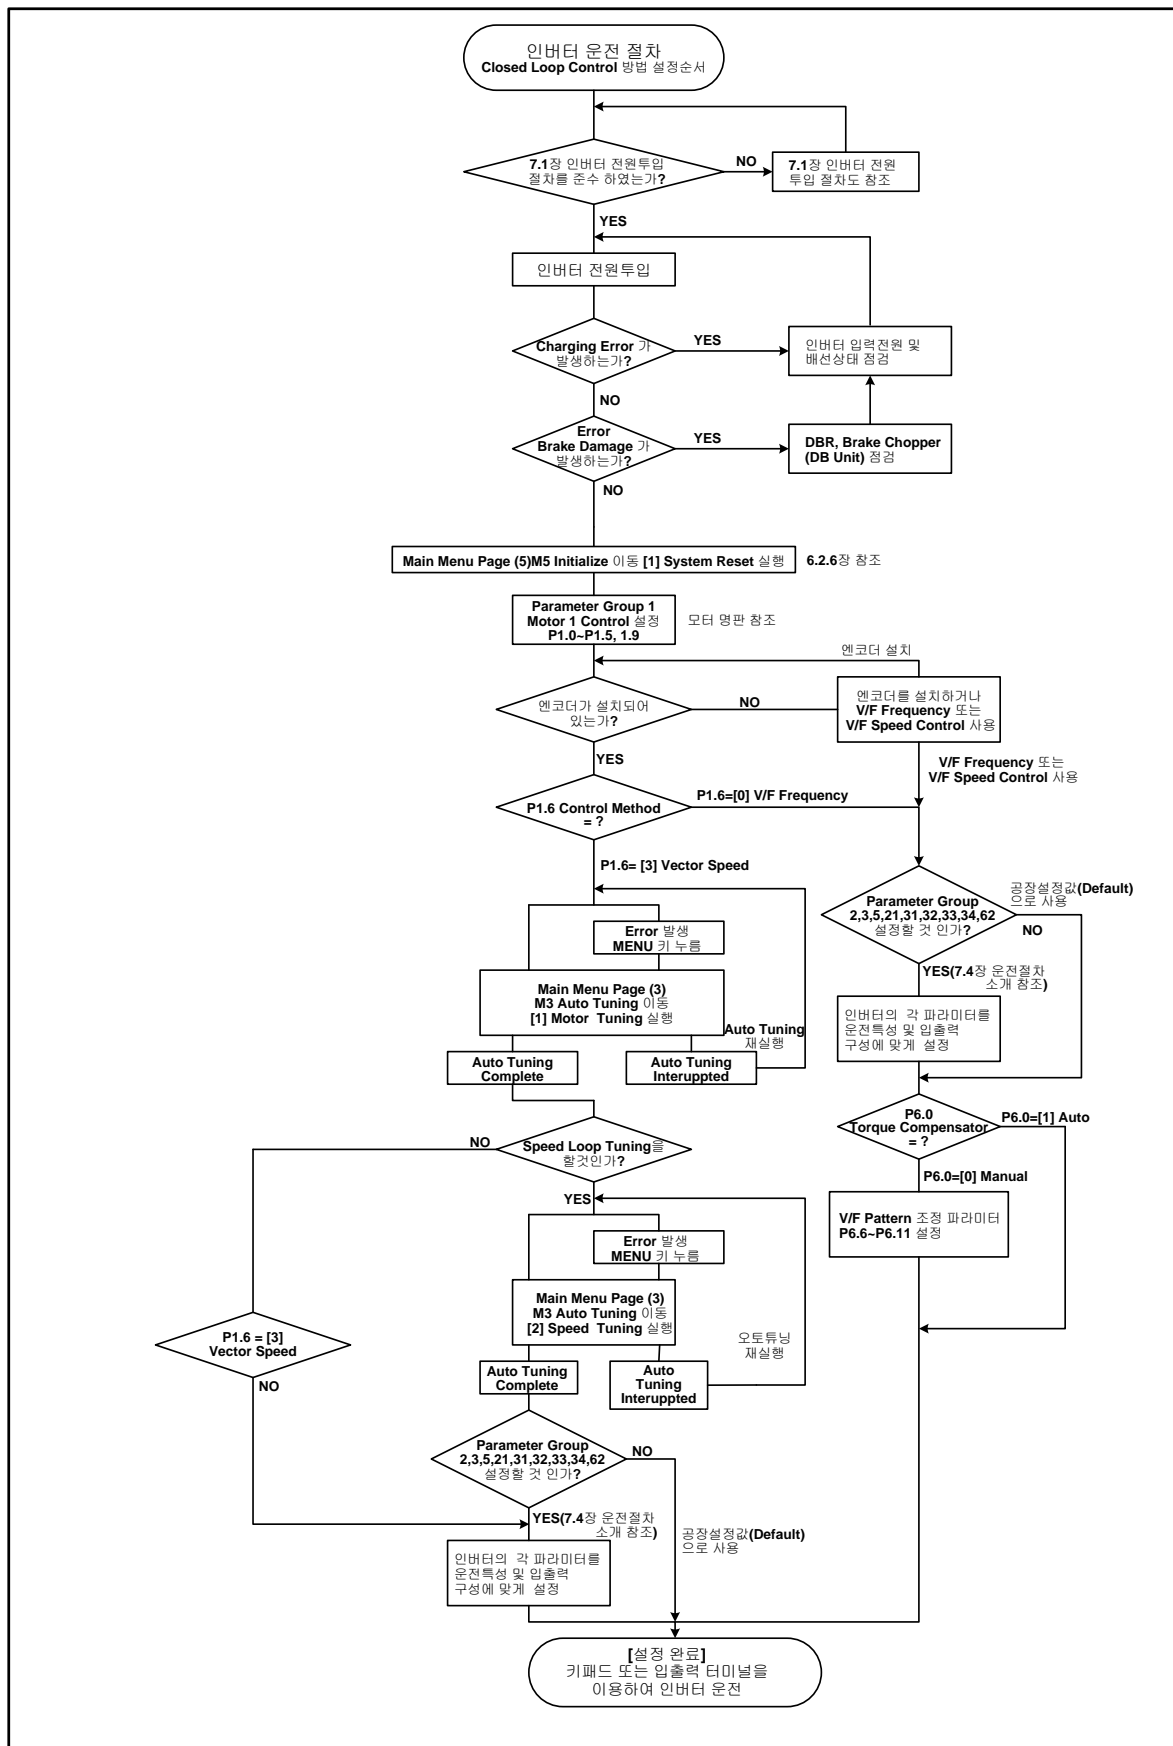 인버터 운전 절차
Closed Loop Control 방법 설정순서
7.1장 인버터 전원투입
절차를 준수 하였는가?
NO
7.1장 인버터 전원
투입 절차도 참조
YES
인버터 전원투입
Charging Error 가
발생하는가?
YES
인버터 입력전원 및
배선상태 점검
NO
Error
Brake Damage 가
발생하는가?
YES
DBR, Brake Chopper
(DB Unit) 점검
NO
Main Menu Page (5)M5 Initialize 이동 [1] System Reset 실행
6.2.6장 참조
Parameter Group 1
Motor 1 Control 설정
P1.0~P1.5, 1.9
모터 명판 참조
엔코더 설치
엔코더가 설치되어
있는가?
NO
엔코더를 설치하거나
V/F Frequency 또는
V/F Speed Control 사용
YES
V/F Frequency 또는
V/F Speed Control 사용
P1.6 Control Method
= ?
P1.6=[0] V/F Frequency
P1.6= [3] Vector Speed
Error 발생
MENU 키 누름
Main Menu Page (3)
M3 Auto Tuning 이동
[1] Motor Tuning 실행
Auto Tuning
재실행
Auto Tuning
Complete
Auto Tuning
Interuppted
Parameter Group
2,3,5,21,31,32,33,34,62
설정할 것 인가?
공장설정값(Default)
으로 사용
NO
YES(7.4장 운전절차
소개 참조)
인버터의 각 파라미터를
운전특성 및 입출력
구성에 맞게 설정
P6.0
Torque Compensator
= ?
P6.0=[1] Auto
P6.0=[0] Manual
V/F Pattern 조정 파라미터
P6.6~P6.11 설정
Speed Loop Tuning을
할것인가?
NO
YES
Error 발생
MENU 키 누름
Main Menu Page (3)
M3 Auto Tuning 이동
[2] Speed Tuning 실행
오토튜닝
재실행
Auto Tuning
Complete
Auto
Tuning
Interuppted
P1.6 = [3]
Vector Speed
NO
Parameter Group
2,3,5,21,31,32,33,34,62
설정할 것 인가?
NO
YES(7.4장 운전절차
소개 참조)
공장설정값(Default)
으로 사용
인버터의 각 파라미터를
운전특성 및 입출력
구성에 맞게 설정
[설정 완료]
키패드 또는 입출력 터미널을
이용하여 인버터 운전